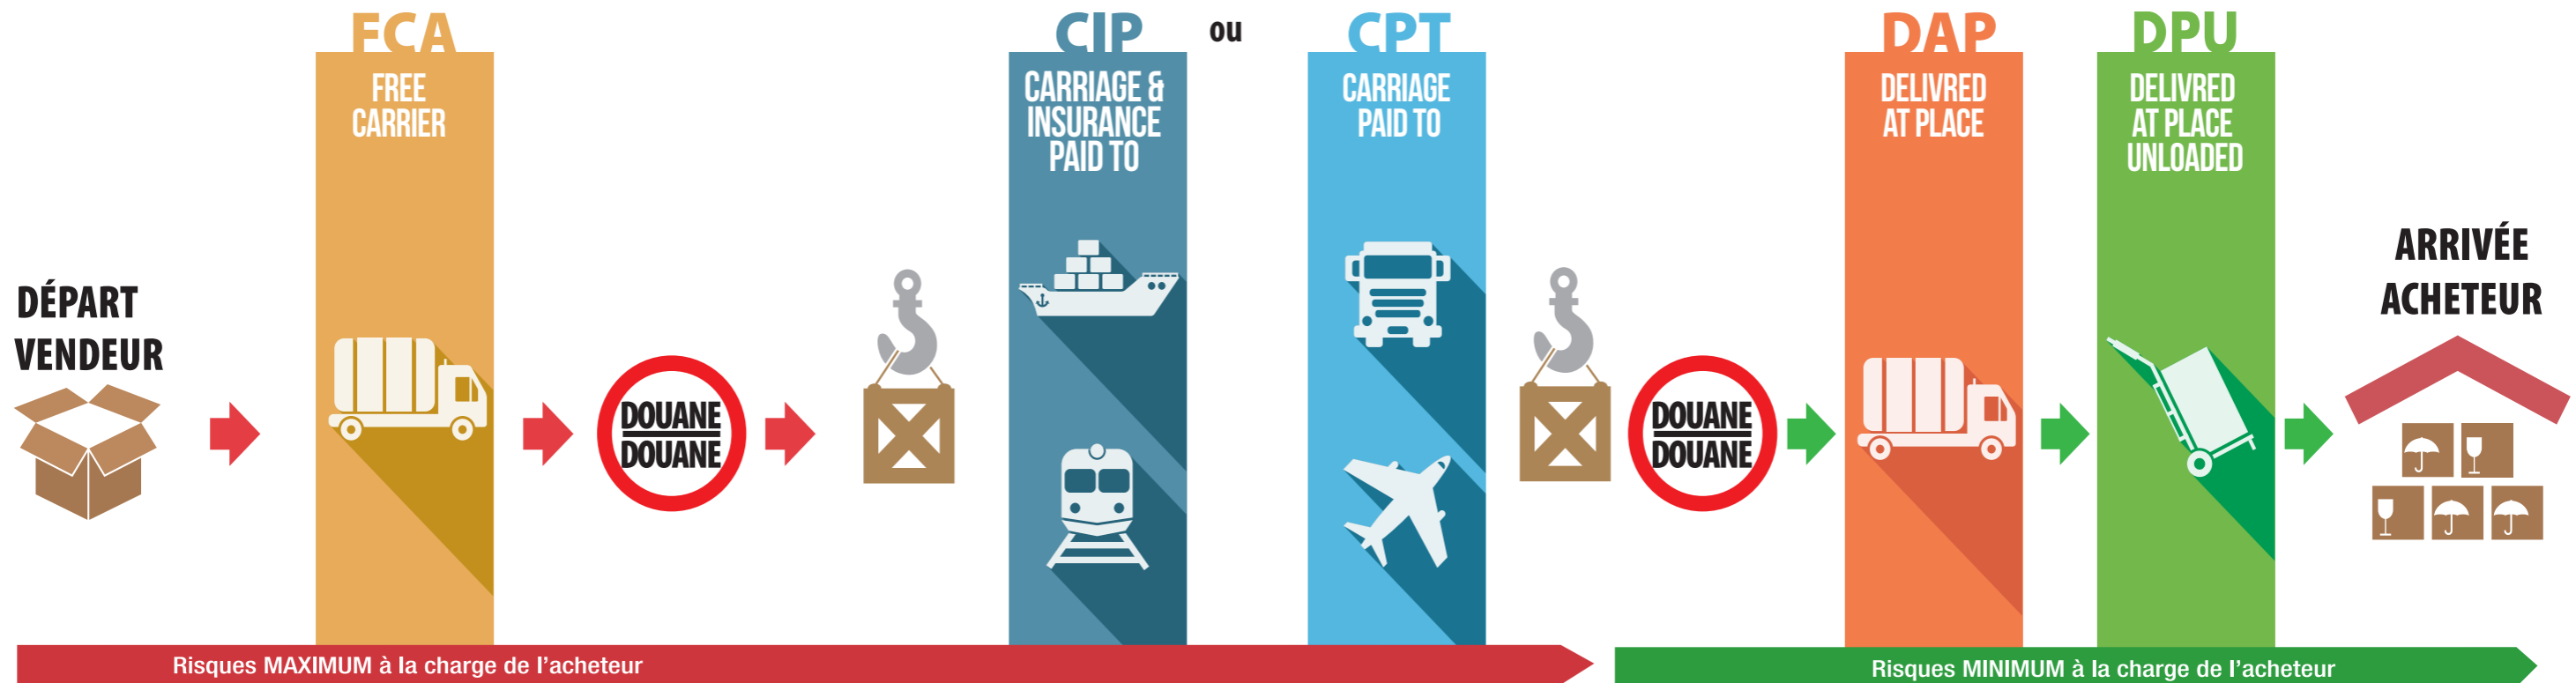 FCA
FREE
CARRIER
CIP
CARRIAGE &
INSURANCE
PAID TO
ou
CPT
CARRIAGE
PAID TO
DAP
DELIVRED
AT PLACE
DPU
DELIVRED
AT PLACE
UNLOADED
DÉPART
VENDEUR
DOUANE
DOUANE
DOUANE
DOUANE
ARRIVÉE
ACHETEUR
Risques MAXIMUM à la charge de l'acheteur
Risques MINIMUM à la charge de l'acheteur